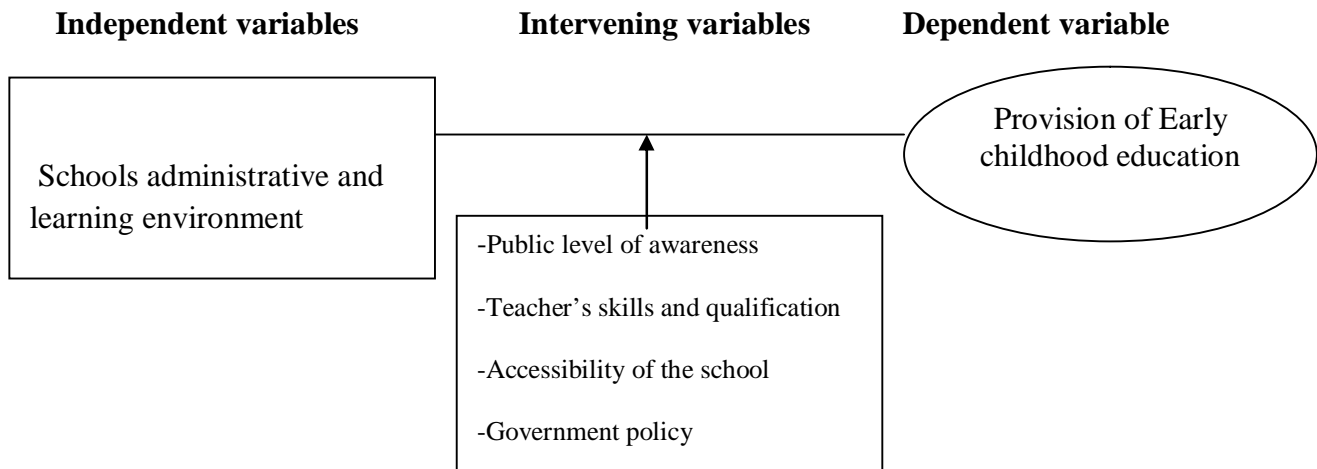 Independent variables Intervening variables Dependent variable
Schools administrative and
learning environment
-Public level of awareness
-Teacher’s skills and qualification
-Accessibility of the school
-Government policy
Provision of Early
childhood education